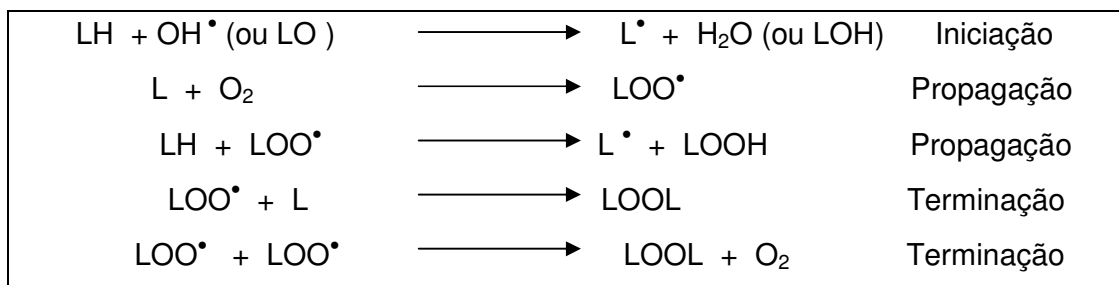 LH + OH• (ou LO ) ⟶ L• + H₂O (ou LOH) Iniciação
L + O₂ ⟶ LOO• Propagação
LH + LOO• ⟶ L • + LOOH Propagação
LOO• + L ⟶ LOOL Terminação
LOO• + LOO• ⟶ LOOL + O₂ Terminação